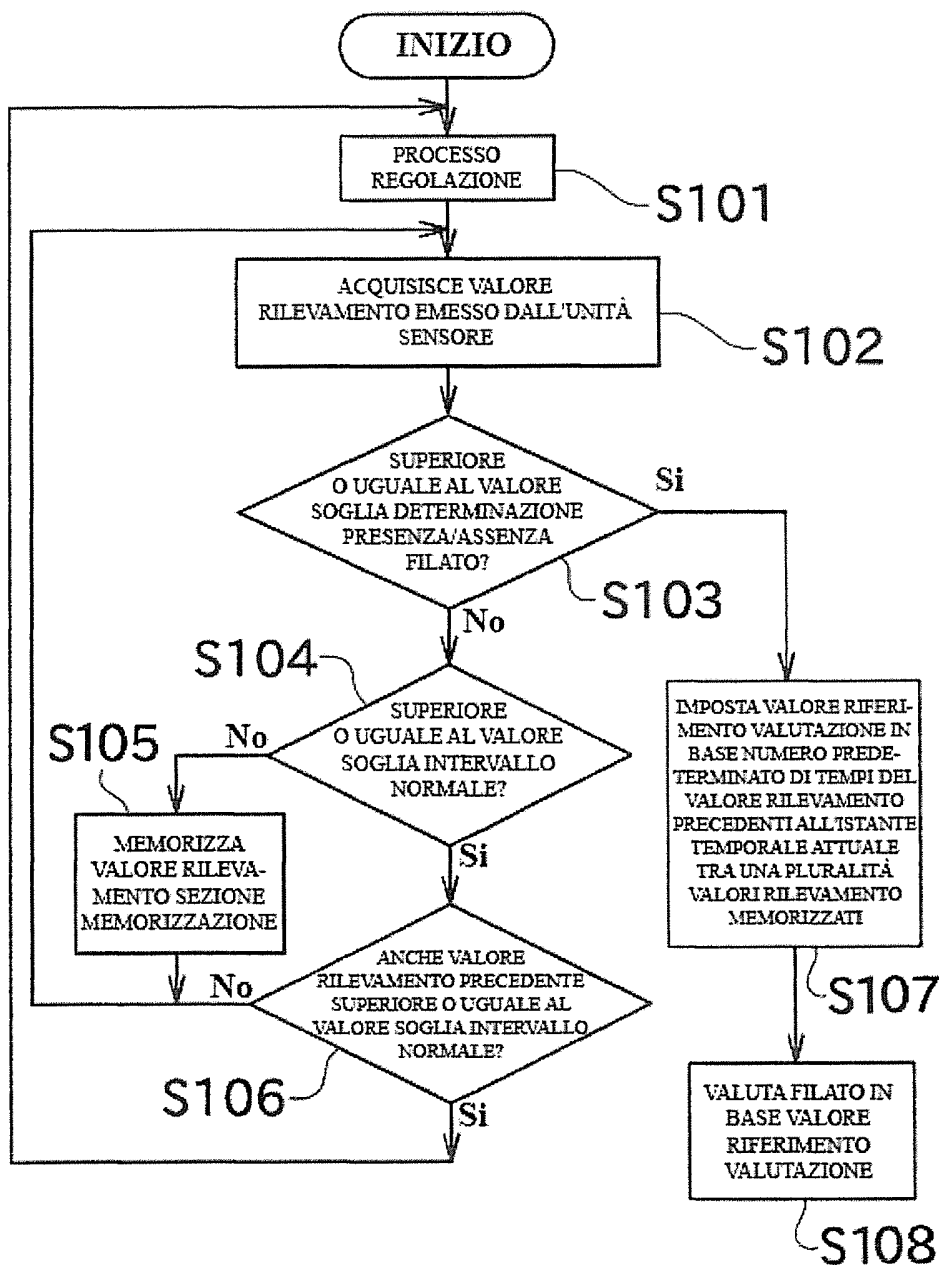 INIZIO
PROCESSO
REGOLAZIONE
S101
ACQUISISCE VALORE
RILEVAMENTO EMESSO DALL'UNITÀ
SENSORE
S102
SUPERIORE
O UGUALE AL VALORE
SOGLIA DETERMINAZIONE
PRESENZA/ASSENZA
FILATO?
Si
S103
No
S104
SUPERIORE
O UGUALE AL VALORE
SOGLIA INTERVALLO
NORMALE?
No
S105
Si
MEMORIZZA
VALORE RILEVA-
MENTO SEZIONE
MEMORIZZAZIONE
IMPOSTA VALORE RIFERI-
MENTO VALUTAZIONE IN
BASE NUMERO PREDE-
TERMINATO DI TEMPI DEL
VALORE RILEVAMENTO
PRECEDENTI ALL'ISTANTE
TEMPORALE ATTUALE
TRA UNA PLURALITÀ
VALORI RILEVAMENTO
MEMORIZZATI
S107
ANCHE VALORE
RILEVAMENTO PRECEDENTE
SUPERIORE O UGUALE AL
VALORE SOGLIA INTERVALLO
NORMALE?
No
S106
Si
VALUTA FILATO IN
BASE VALORE
RIFERIMENTO
VALUTAZIONE
S108